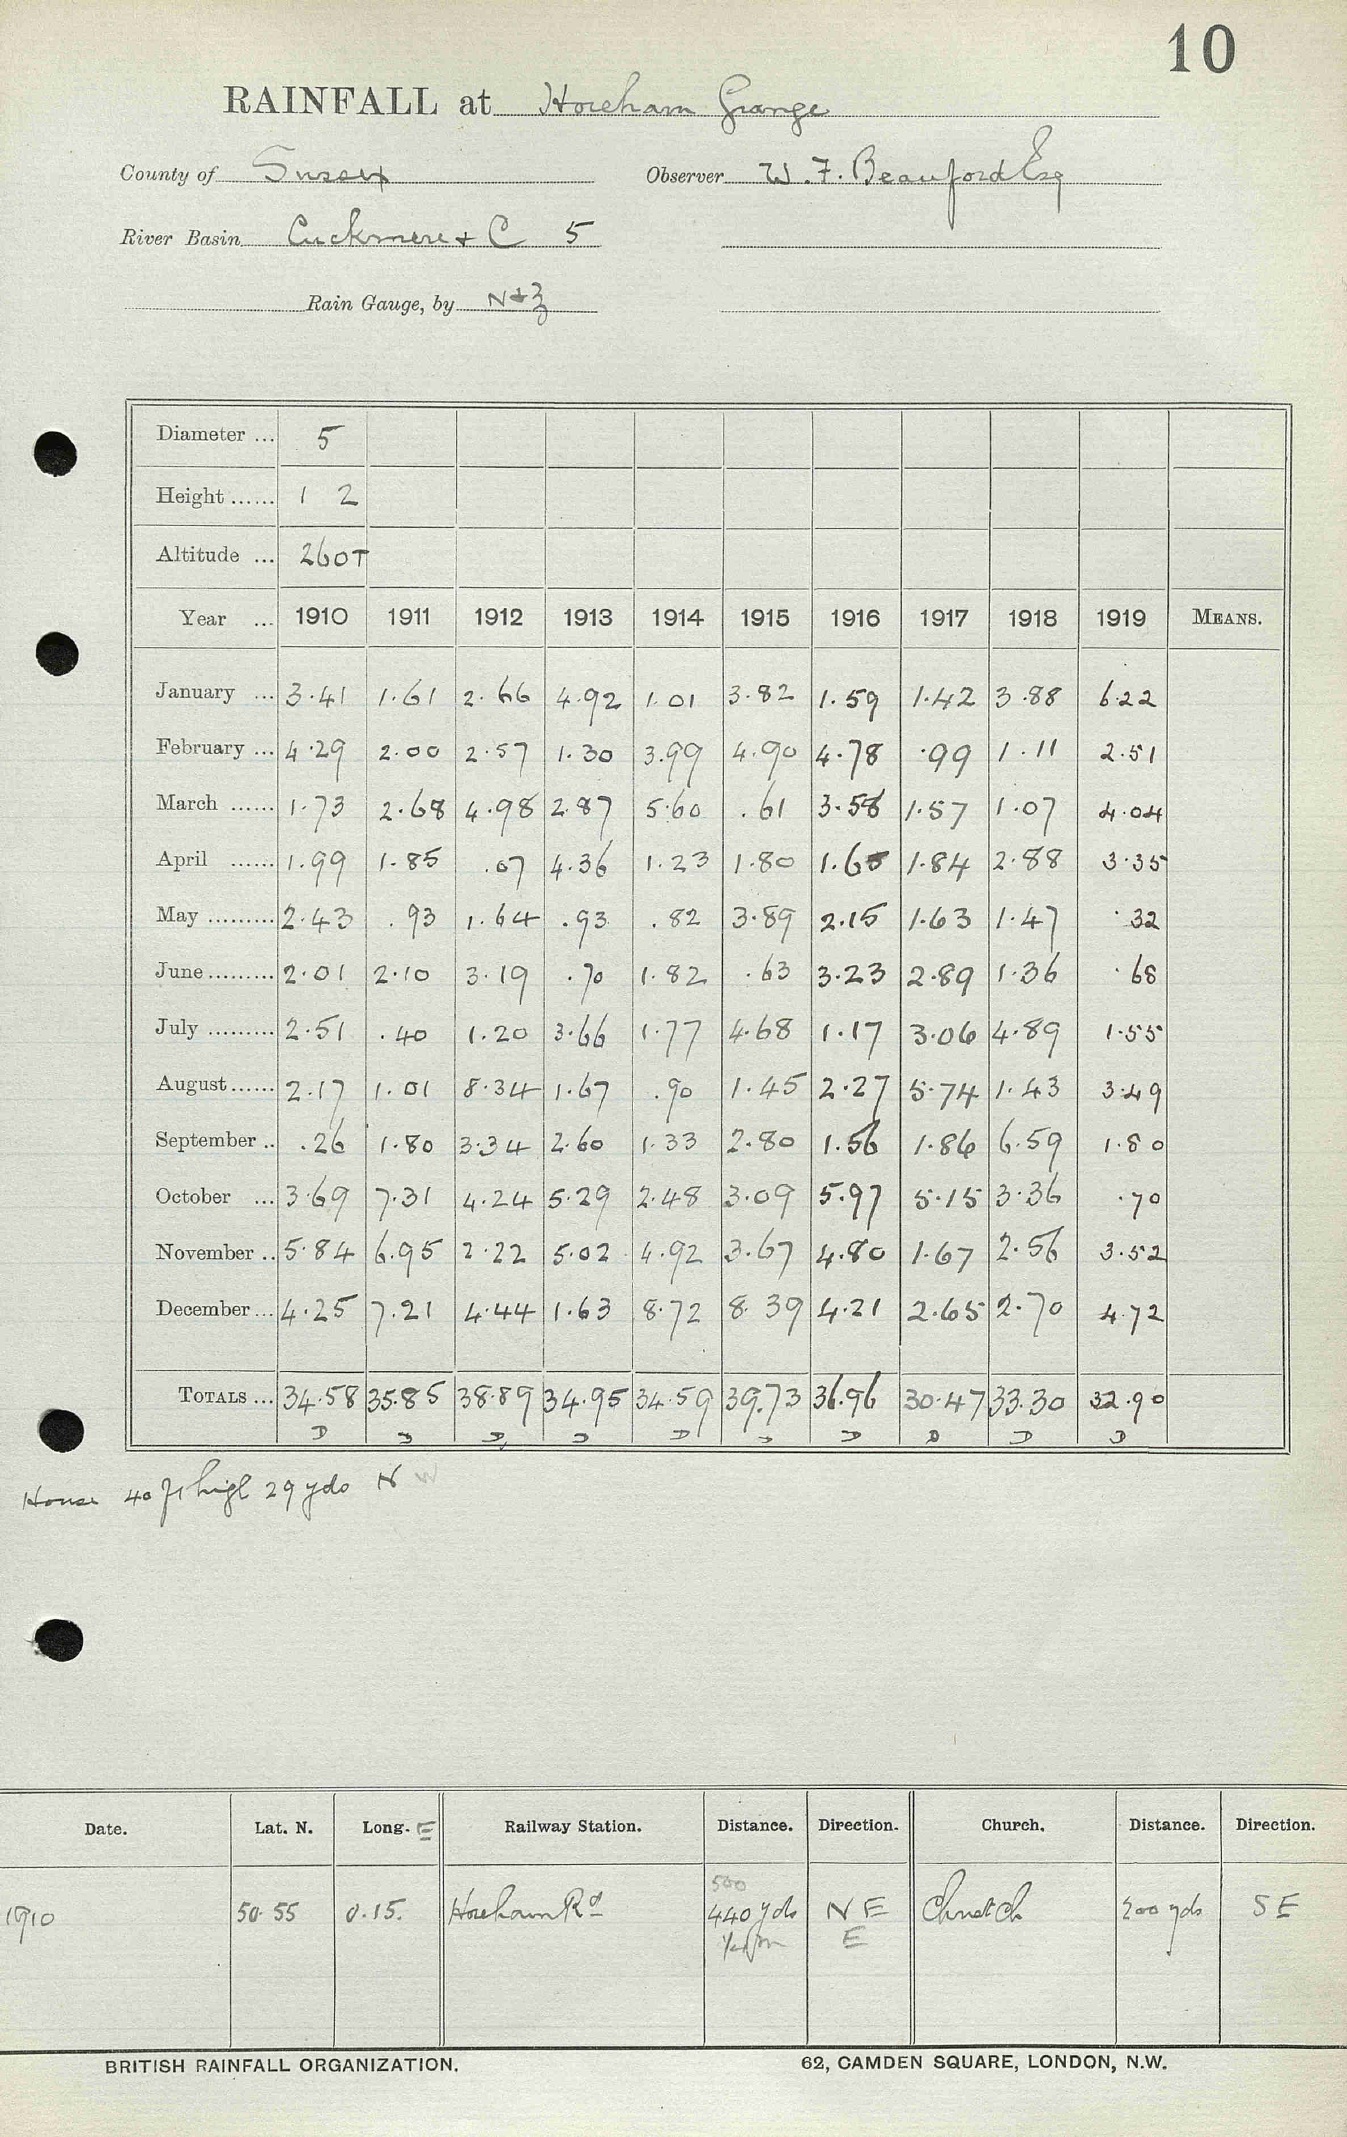 10
RAINFALL at Horeham Grange
County of Sussex Observer W. F. Beauford Esq
River Basin Cuckmere + C 5
Rain Gauge, by N+Z
Diameter ... 5
Height ...... 1 2
Altitude ... 260T
Year ... 1910 1911 1912 1913 1914 1915 1916 1917 1918 1919 MEANS.
January ... 3.41 1.61 2.66 4.92 1.01 3.82 1.59 1.42 3.88 6.22
February ... 4.29 2.00 2.57 1.30 3.99 4.90 4.78 .99 1.11 2.51
March ...... 1.73 2.68 4.98 2.87 5.60 .61 3.58 1.57 1.07 4.04
April ...... 1.99 1.85 .07 4.36 1.23 1.80 1.65 1.84 2.88 3.35
May ......... 2.43 .93 1.64 .93 .82 3.89 2.15 1.63 1.47 .32
June ......... 2.01 2.10 3.19 .70 1.82 .63 3.23 2.89 1.36 .68
July ......... 2.51 .40 1.20 3.66 1.77 4.68 1.17 3.06 4.89 1.55
August ...... 2.17 1.01 8.34 1.67 .90 1.45 2.27 5.74 1.43 3.49
September .. .26 1.80 3.34 2.60 1.33 2.80 1.56 1.86 6.59 1.80
October ... 3.69 7.31 4.24 5.29 2.48 3.09 5.97 5.15 3.36 .70
November .. 5.84 6.95 2.22 5.02 4.92 3.67 4.80 1.67 2.56 3.52
December ... 4.25 7.21 4.44 1.63 8.72 8.39 4.21 2.65 2.70 4.72
TOTALS ... 34.58 35.85 38.89 34.95 34.59 39.73 36.96 30.47 33.30 32.90
D D D D D D D D D D
House 40 ft high 29 yds N W
Date. Lat. N. Long. E Railway Station. Distance. Direction. Church. Distance. Direction.
500
1910 50.55 0.15. Horeham Rd 440 yds N E Christ Ch 200 yds S E
E
BRITISH RAINFALL ORGANIZATION. 62, CAMDEN SQUARE, LONDON, N.W.